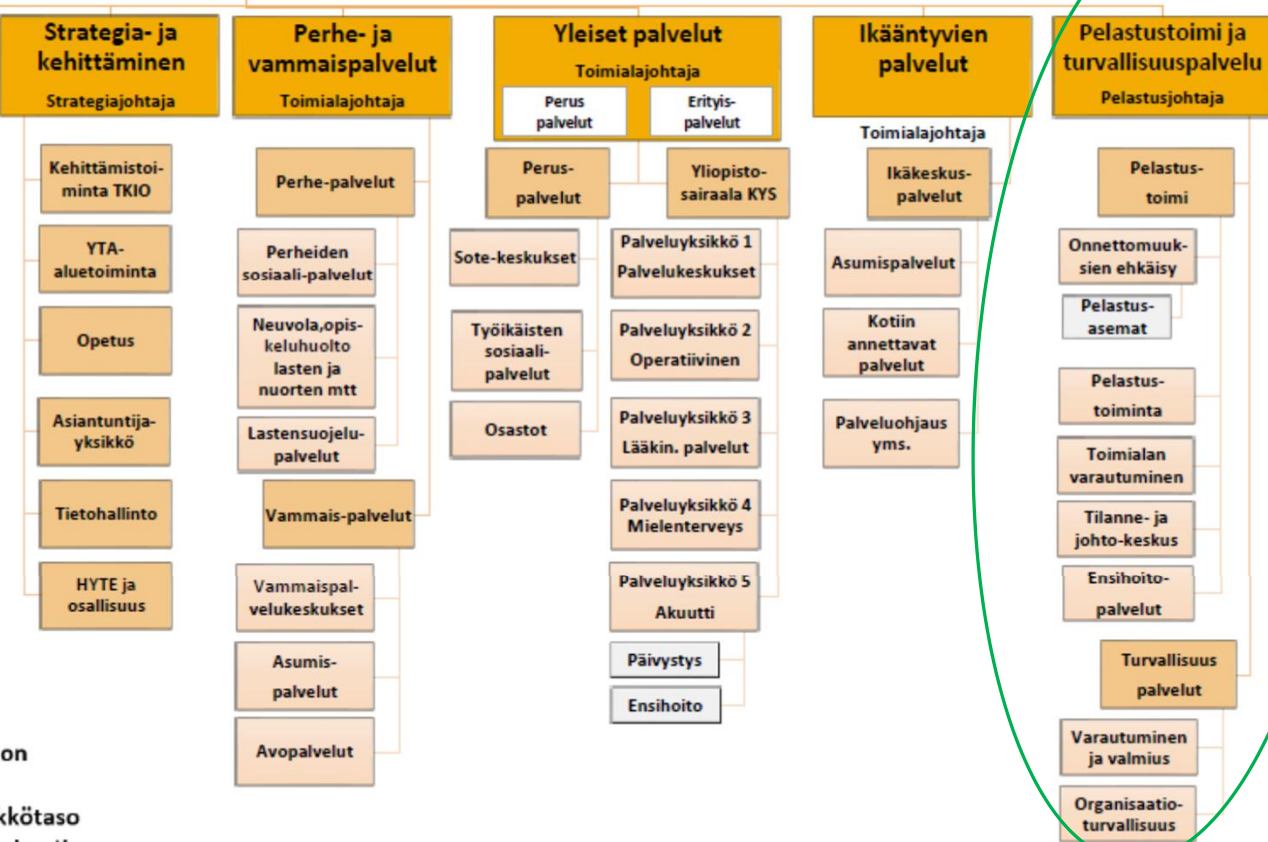 Strategia- ja
kehittäminen
Strategiajohtaja
Kehittämistoi-
minta TKIO
YTA-
aluetoiminta
Opetus
Asiantuntija-
yksikkö
Tietohallinto
HYTE ja
osallisuus
Perhe- ja
vammaispalvelut
Toimialajohtaja
Perhe-palvelut
Perheiden
sosiaali-palvelut
Neuvola,opis-
keluhuolto
lasten ja
nuorten mtt
Lastensuojelu-
palvelut
Vammais-palvelut
Vammaispal-
velukeskukset
Asumis-
palvelut
Avopalvelut
Yleiset palvelut
Toimialajohtaja
Perus
palvelut
Erityis-
palvelut
Perus-
palvelut
Sote-keskukset
Työikäisten
sosiaali-
palvelut
Osastot
Yliopisto-
sairaala KYS
Palveluyksikkö 1
Palvelukeskukset
Palveluyksikkö 2
Operatiivinen
Palveluyksikkö 3
Lääkin. palvelut
Palveluyksikkö 4
Mielenterveys
Palveluyksikkö 5
Akuutti
Päivystys
Ensihoito
Ikääntyvien
palvelut
Toimialajohtaja
Ikäkeskus-
palvelut
Asumispalvelut
Kotiin
annettavat
palvelut
Palveluohjaus
yms.
Pelastustoimi ja
turvallisuuspalvelu
Pelastusjohtaja
Pelastus-
toimi
Onnettomuuk-
sien ehkäisy
Pelastus-
asemat
Pelastus-
toiminta
Toimialan
varautuminen
Tilanne- ja
johto-keskus
Ensihoito-
palvelut
Turvallisuus
palvelut
Varautuminen
ja valmius
Organisaatio-
turvallisuus
on
kkötaso